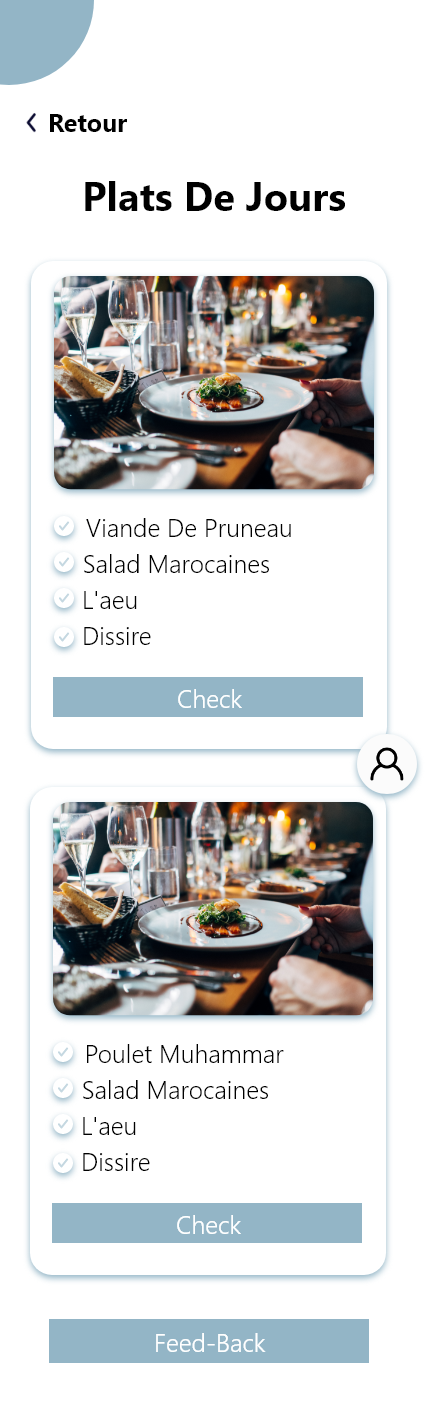 Retour
Plats De Jours
Viande De Pruneau
Salad Marocaines
L'aeu
Dissire
Check
Poulet Muhammar
Salad Marocaines
L'aeu
Dissire
Check
Feed-Back